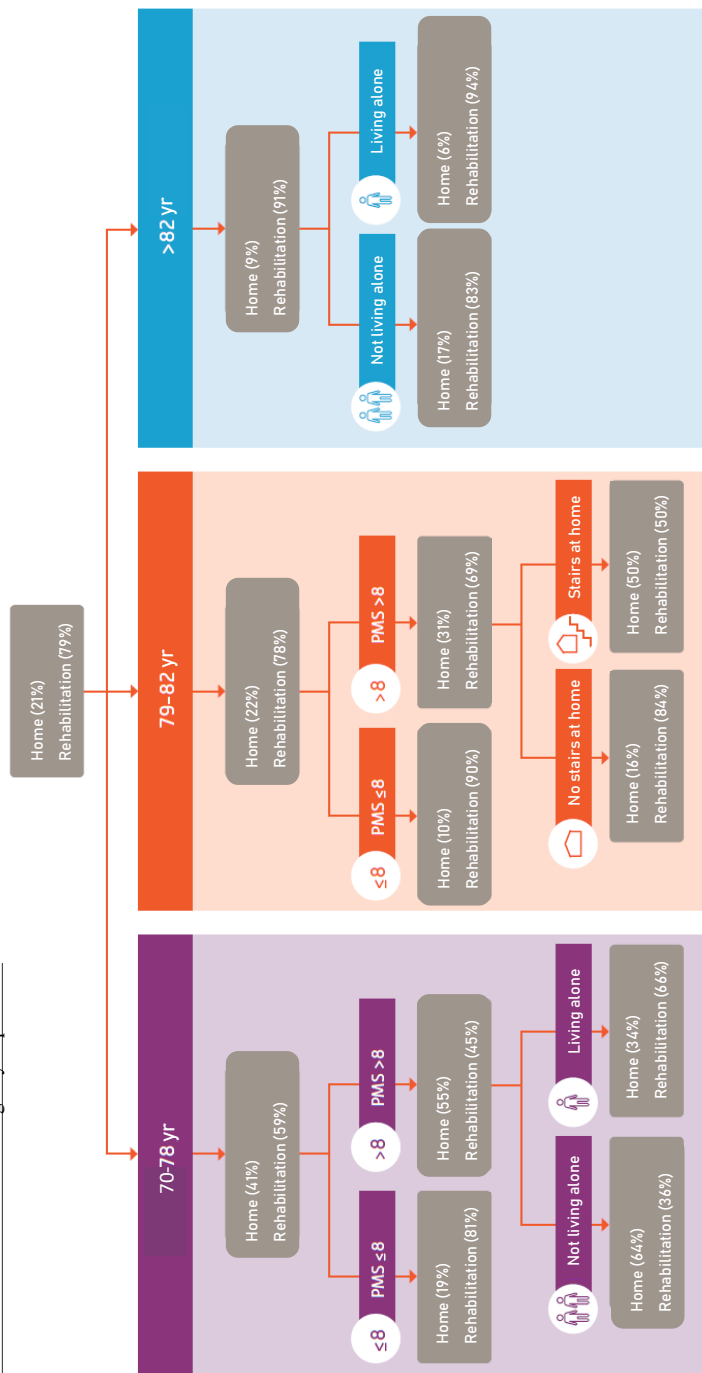 Home (21%)
Rehabilitation (79%)
70-78 yr
Home (41%)
Rehabilitation (59%)
≤8
PMS ≤8
Home (19%)
Rehabilitation (81%)
>8
PMS >8
Home (55%)
Rehabilitation (45%)
Not living alone
Home (64%)
Rehabilitation (36%)
Living alone
Home (34%)
Rehabilitation (66%)
79-82 yr
Home (22%)
Rehabilitation (78%)
≤8
PMS ≤8
Home (10%)
Rehabilitation (90%)
>8
PMS >8
Home (31%)
Rehabilitation (69%)
No stairs at home
Home (16%)
Rehabilitation (84%)
Stairs at home
Home (50%)
Rehabilitation (50%)
>82 yr
Home (9%)
Rehabilitation (91%)
Not living alone
Home (17%)
Rehabilitation (83%)
Living alone
Home (6%)
Rehabilitation (94%)